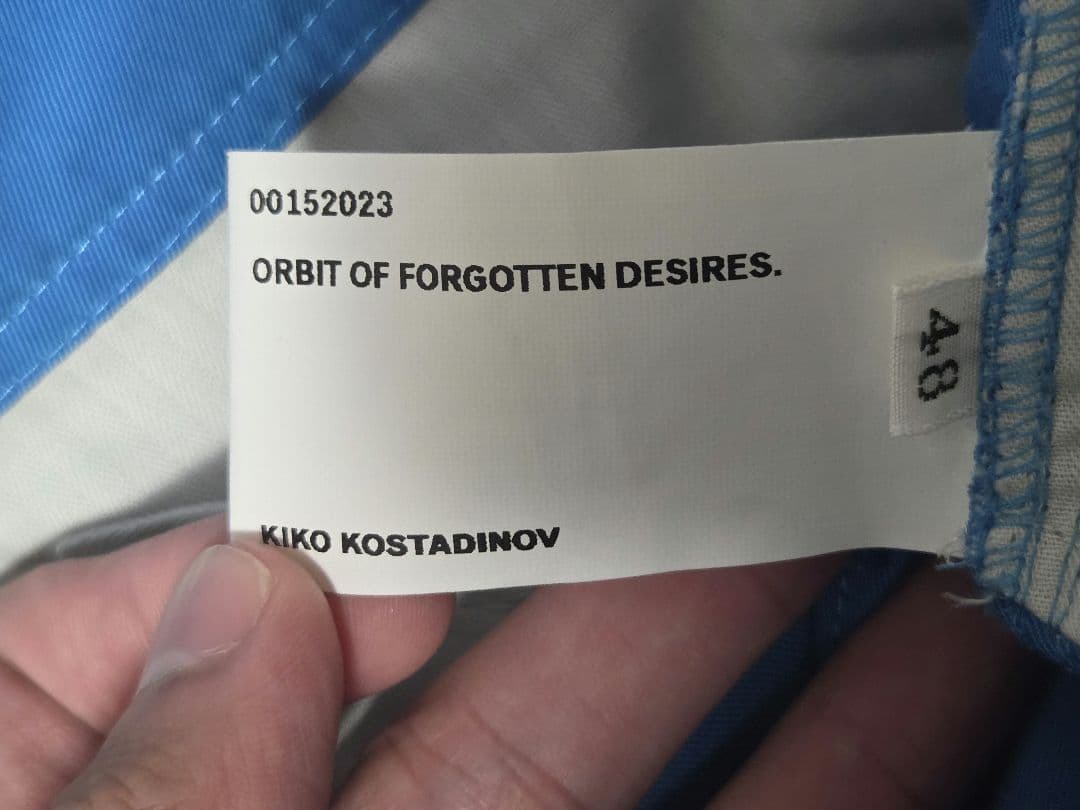 00152023
ORBIT OF FORGOTTEN DESIRES.
48
KIKO KOSTADINOV